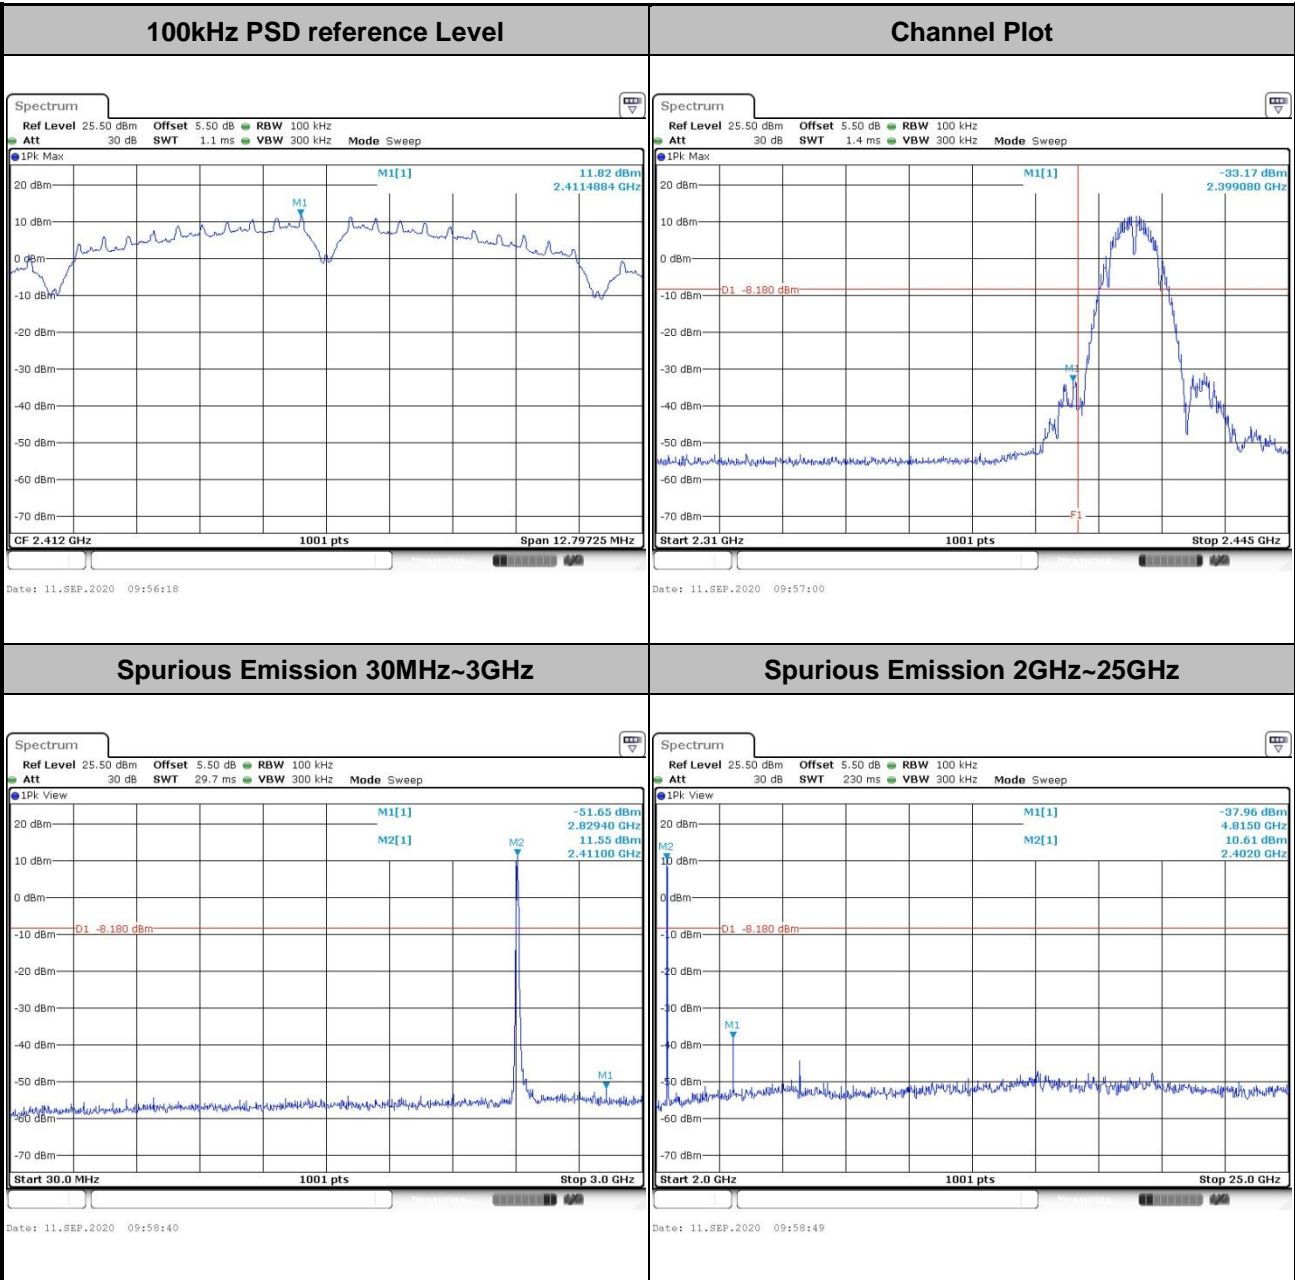 100kHz PSD reference Level
Channel Plot
Spectrum
Ref Level 25.50 dBm Offset 5.50 dB RBW 100 kHz
Att 30 dB SWT 1.1 ms VBW 300 kHz Mode Sweep
1Pk Max
M1[1] 11.82 dBm
2.4114884 GHz
20 dBm
M1
10 dBm
0 dBm
-10 dBm
-20 dBm
-30 dBm
-40 dBm
-50 dBm
-60 dBm
-70 dBm
CF 2.412 GHz 1001 pts Span 12.79725 MHz
Date: 11.SEP.2020 09:56:18
Spectrum
Ref Level 25.50 dBm Offset 5.50 dB RBW 100 kHz
Att 30 dB SWT 1.4 ms VBW 300 kHz Mode Sweep
1Pk Max
M1[1] -33.17 dBm
2.399080 GHz
20 dBm
10 dBm
0 dBm
D1 -8.180 dBm
-10 dBm
-20 dBm
-30 dBm
M1
-40 dBm
-50 dBm
-60 dBm
-70 dBm
F1
Start 2.31 GHz 1001 pts Stop 2.445 GHz
Date: 11.SEP.2020 09:57:00
Spurious Emission 30MHz~3GHz
Spurious Emission 2GHz~25GHz
Spectrum
Ref Level 25.50 dBm Offset 5.50 dB RBW 100 kHz
Att 30 dB SWT 29.7 ms VBW 300 kHz Mode Sweep
1Pk View
M1[1] -51.65 dBm
2.82940 GHz
20 dBm
M2[1] 11.55 dBm
2.41100 GHz
M2
10 dBm
0 dBm
D1 -8.180 dBm
-10 dBm
-20 dBm
-30 dBm
-40 dBm
-50 dBm
M1
-60 dBm
-70 dBm
Start 30.0 MHz 1001 pts Stop 3.0 GHz
Date: 11.SEP.2020 09:58:40
Spectrum
Ref Level 25.50 dBm Offset 5.50 dB RBW 100 kHz
Att 30 dB SWT 230 ms VBW 300 kHz Mode Sweep
1Pk View
M1[1] -37.96 dBm
4.8150 GHz
20 dBm
M2[1] 10.61 dBm
2.4020 GHz
M2
10 dBm
0 dBm
D1 -8.180 dBm
-10 dBm
-20 dBm
-30 dBm
M1
-40 dBm
-50 dBm
-60 dBm
-70 dBm
Start 2.0 GHz 1001 pts Stop 25.0 GHz
Date: 11.SEP.2020 09:58:49